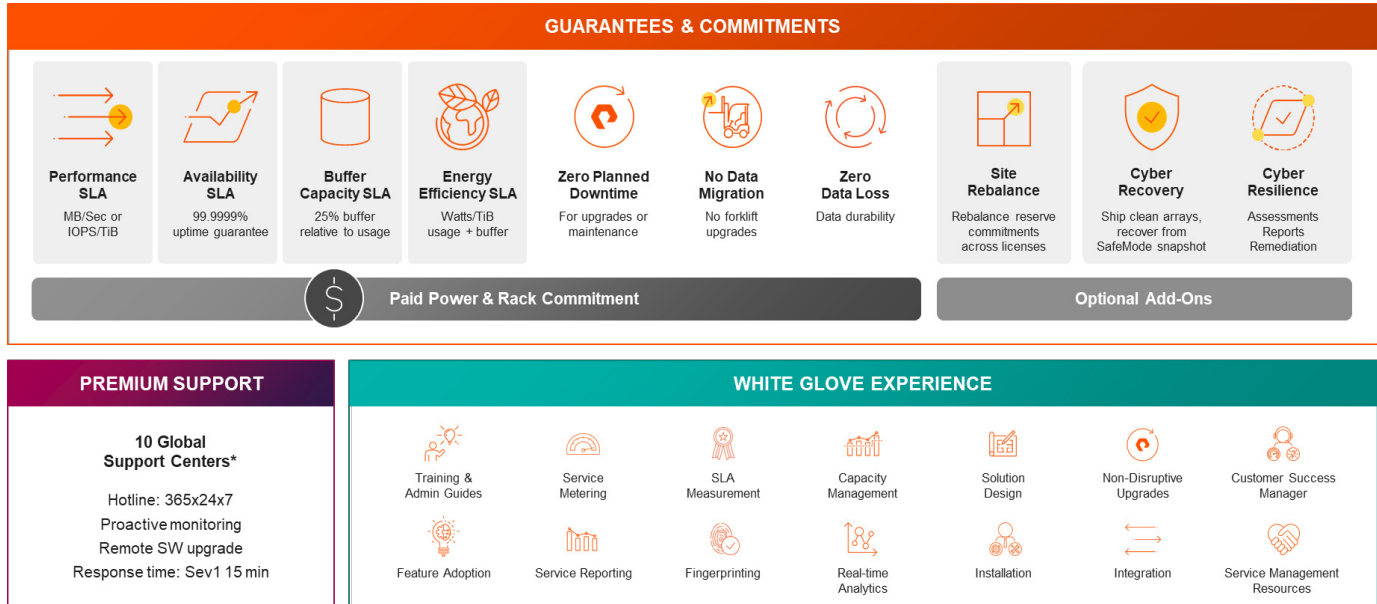 GUARANTEES & COMMITMENTS
Performance
SLA
MB/Sec or
IOPS/TiB
Availability
SLA
99.9999%
uptime guarantee
Buffer
Capacity SLA
25% buffer
relative to usage
Energy
Efficiency SLA
Watts/TiB
usage + buffer
Zero Planned
Downtime
For upgrades or
maintenance
No Data
Migration
No forklift
upgrades
Zero
Data Loss
Data durability
Site
Rebalance
Rebalance reserve
commitments
across licenses
Cyber
Recovery
Ship clean arrays,
recover from
SafeMode snapshot
Cyber
Resilience
Assessments
Reports
Remediation
$ Paid Power & Rack Commitment
Optional Add-Ons
PREMIUM SUPPORT
10 Global
Support Centers*
Hotline: 365x24x7
Proactive monitoring
Remote SW upgrade
Response time: Sev1 15 min
WHITE GLOVE EXPERIENCE
Training &
Admin Guides
Service
Metering
SLA
Measurement
Capacity
Management
Solution
Design
Non-Disruptive
Upgrades
Customer Success
Manager
Feature Adoption
Service Reporting
Fingerprinting
Real-time
Analytics
Installation
Integration
Service Management
Resources